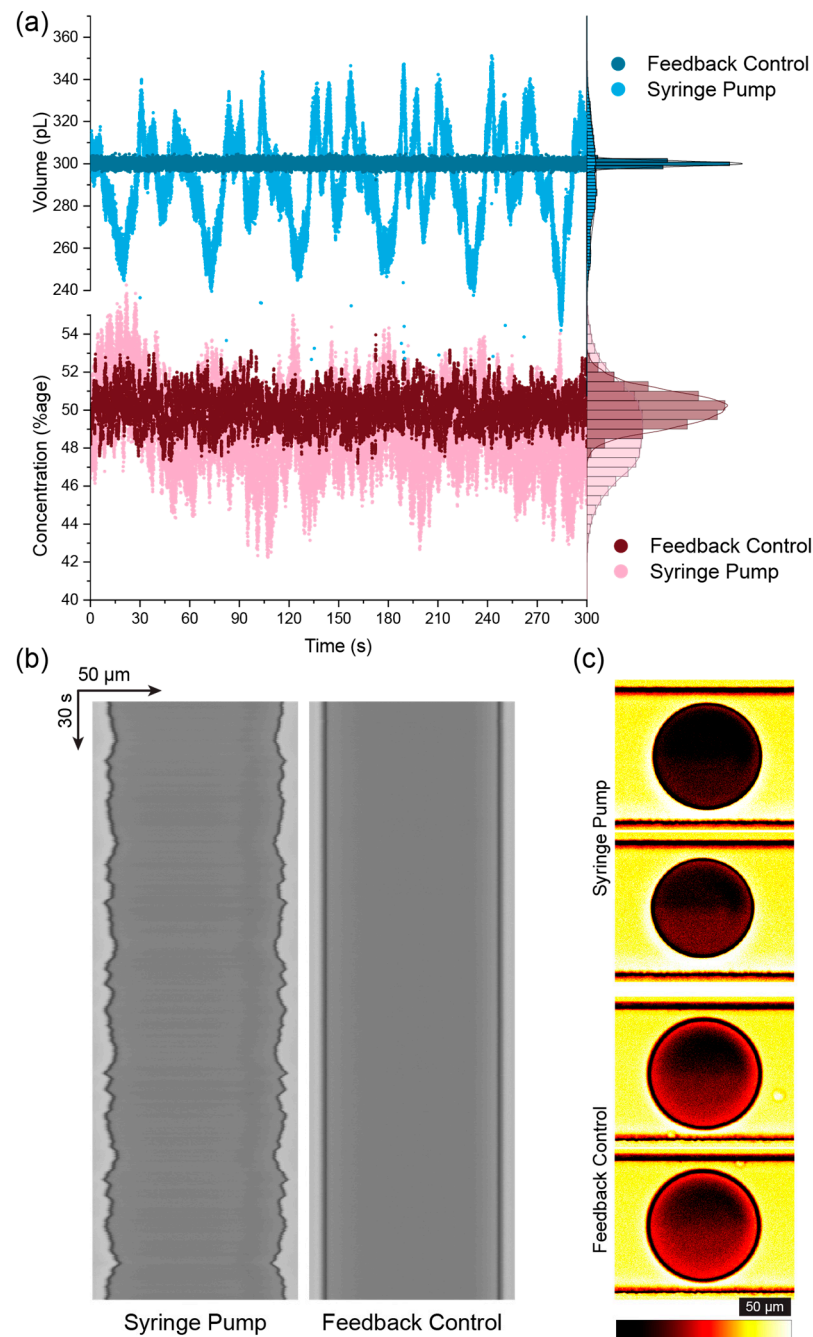 (a)
360
340
320
300
280
260
240
Volume (pL)
Feedback Control
Syringe Pump
54
52
50
48
46
44
42
40
Concentration (%age)
Feedback Control
Syringe Pump
0 30 60 90 120 150 180 210 240 270 300
Time (s)
(b)
50 µm
30 s
Syringe Pump
Feedback Control
(c)
Syringe Pump
Feedback Control
50 µm